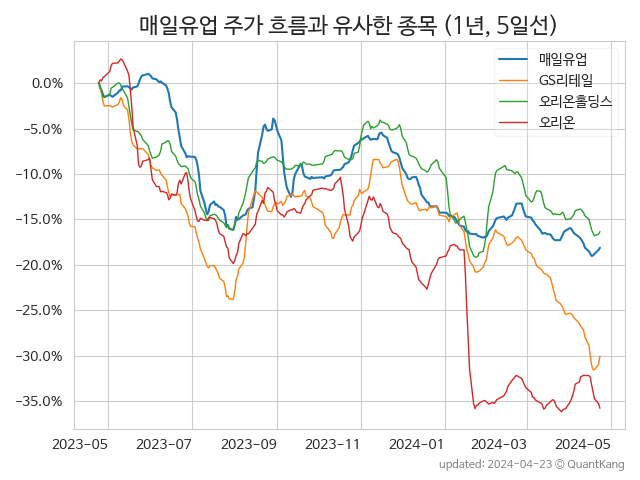 매일유업 주가 흐름과 유사한 종목 (1년, 5일선)
매일유업
GS리테일
오리온홀딩스
오리온
0.0%
−5.0%
−10.0%
−15.0%
−20.0%
−25.0%
−30.0%
−35.0%
2023-05 2023-07 2023-09 2023-11 2024-01 2024-03 2024-05
updated: 2024-04-23 © QuantKang